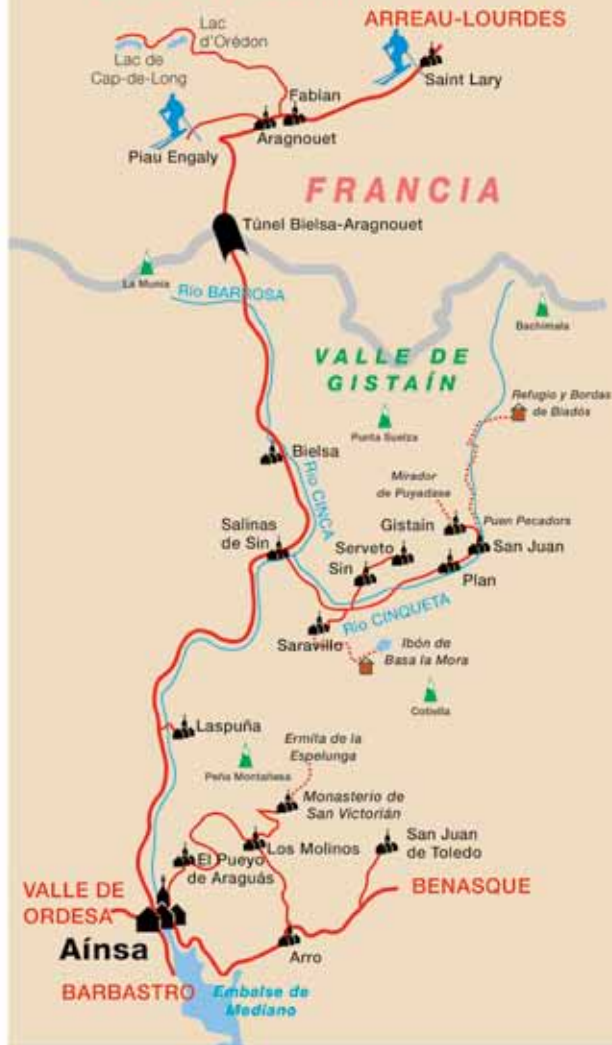 ARREAU-LOURDES
Lac
d'Orédon
Lac de
Cap-de-Long
Saint Lary
Fabian
Aragnouet
Piau Engaly
FRANCIA
Túnel Bielsa-Aragnouet
La Munia
Río BARROSA
Bachimala
VALLE DE
GISTAÍN
Refugio y Bordas
de Biadós
Punta Suelza
Bielsa
Río CINCA
Mirador
de Puyadase
Salinas
de Sin
Gistaín
Puen Pecadors
Serveto
San Juan
Sin
Plan
Río CINQUETA
Saravillo
Ibón de
Basa la Mora
Cotiella
Laspuña
Ermita de la
Espelunga
Peña Montañesa
Monasterio de
San Victorián
San Juan
de Toledo
Los Molinos
El Pueyo
de Araguás
VALLE DE
ORDESA
BENASQUE
Aínsa
Arro
BARBASTRO
Embalse de
Mediano